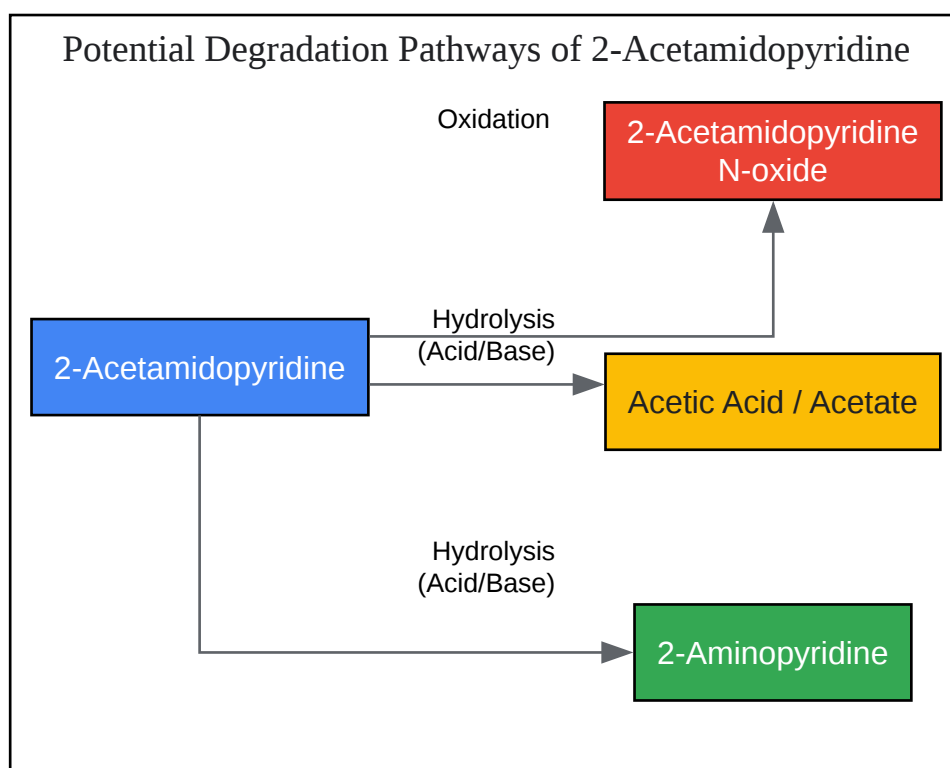 Potential Degradation Pathways of 2-Acetamidopyridine
Oxidation
2-Acetamidopyridine
N-oxide
2-Acetamidopyridine
Hydrolysis
(Acid/Base)
Acetic Acid / Acetate
Hydrolysis
(Acid/Base)
2-Aminopyridine